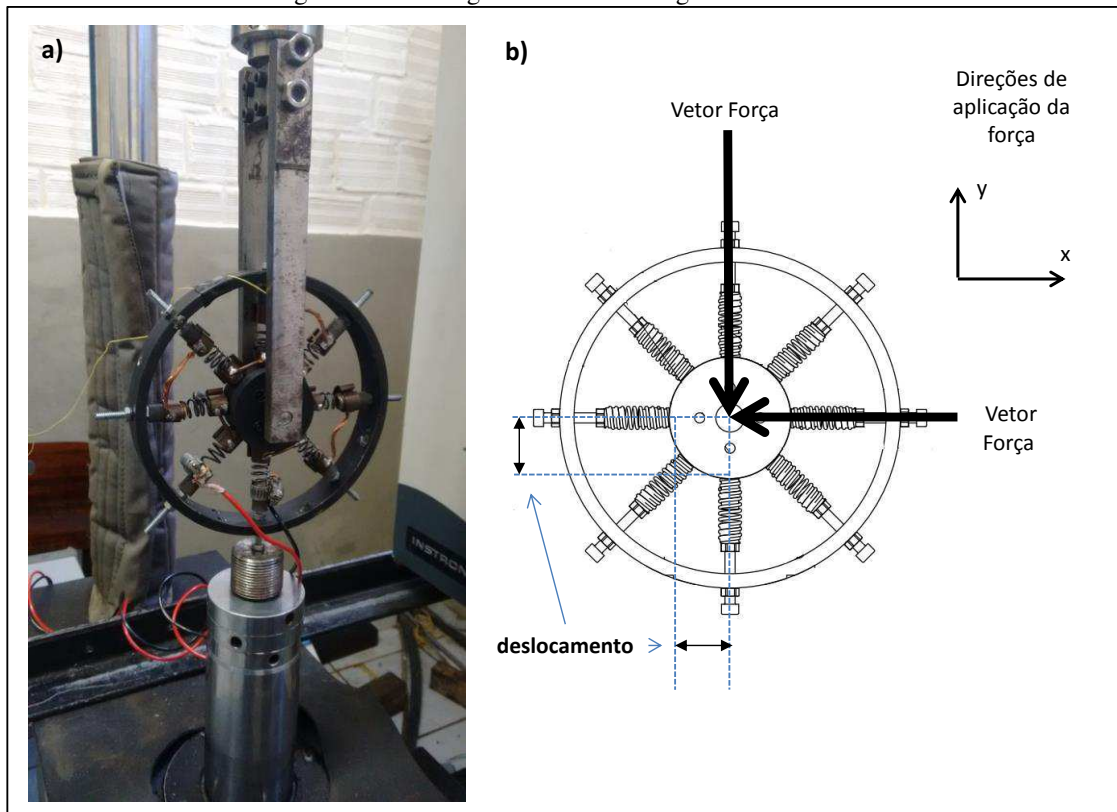 a)
INSTRON
b)
Vetor Força
Direções de
aplicação da
força
y
x
Vetor
Força
deslocamento